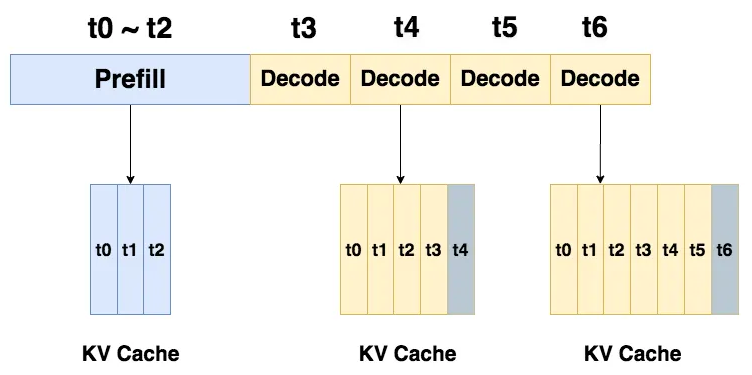 t0 ~ t2 t3 t4 t5 t6
Prefill Decode Decode Decode Decode
t0 t1 t2 t0 t1 t2 t3 t4 t0 t1 t2 t3 t4 t5 t6
KV Cache KV Cache KV Cache